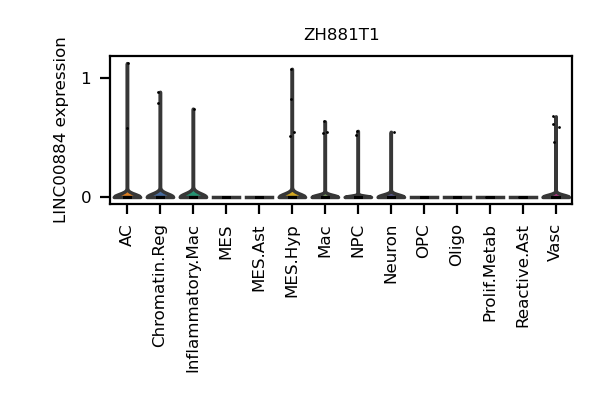 ZH881T1
LINC00884 expression
1
0
AC
Chromatin.Reg
Inflammatory.Mac
MES
MES.Ast
MES.Hyp
Mac
NPC
Neuron
OPC
Oligo
Prolif.Metab
Reactive.Ast
Vasc